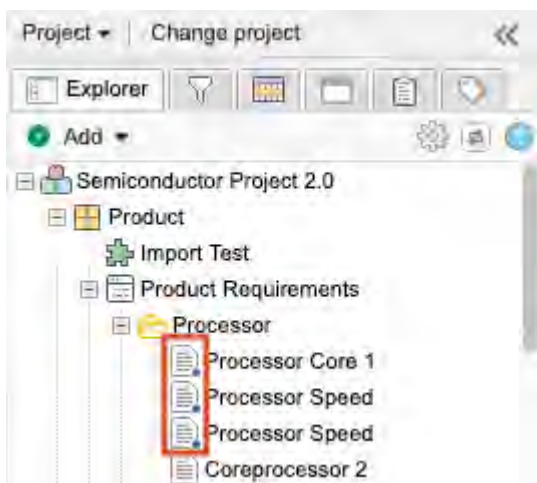 Project
Change project
Explorer
Add
Semiconductor Project 2.0
Product
Import Test
Product Requirements
Processor
Processor Core 1
Processor Speed
Processor Speed
Coreprocessor 2